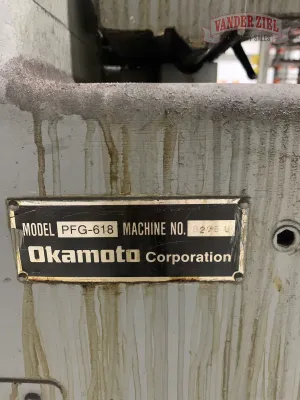 VANDER ZIEL
MODEL PFG-618 MACHINE NO.
Okamoto Corporation